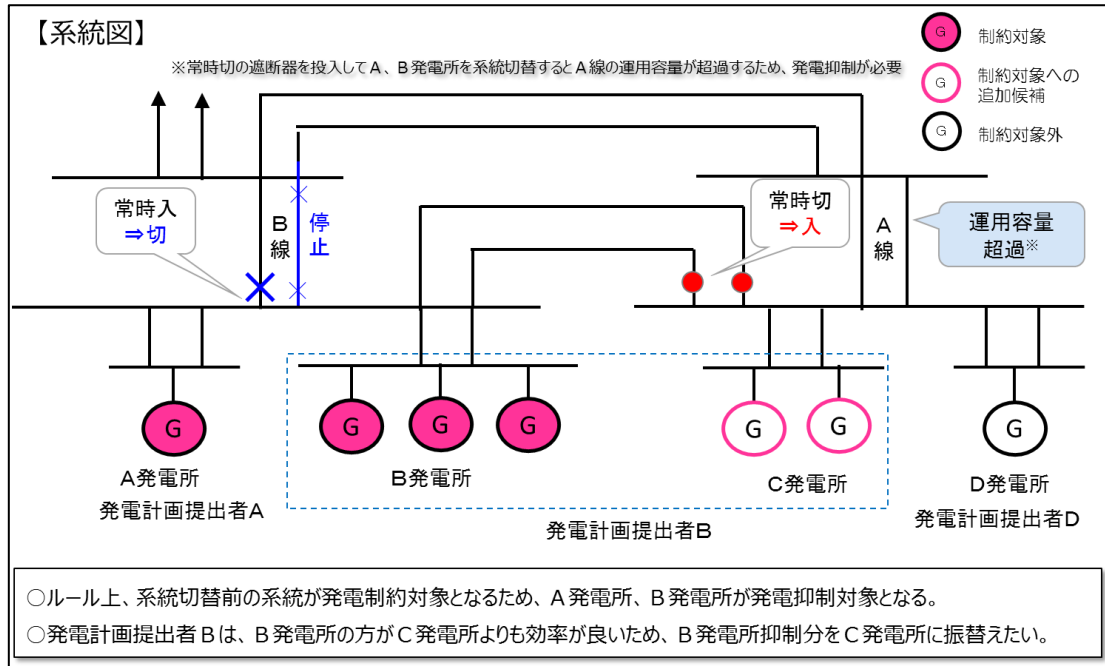 【系統図】
G 制約対象
※常時切の遮断器を投入してA、B発電所を系統切替するとA線の運用容量が超過するため、発電抑制が必要
G 制約対象への
追加候補
G 制約対象外
常時入
⇒切
B線
停止
常時切
⇒入
A線
運用容量
超過※
G
G
G
G
G
G
G
A発電所
B発電所
C発電所
D発電所
発電計画提出者A
発電計画提出者B
発電計画提出者D
○ルール上、系統切替前の系統が発電制約対象となるため、A発電所、B発電所が発電抑制対象となる。
○発電計画提出者Bは、B発電所の方がC発電所よりも効率が良いため、B発電所抑制分をC発電所に振替えたい。